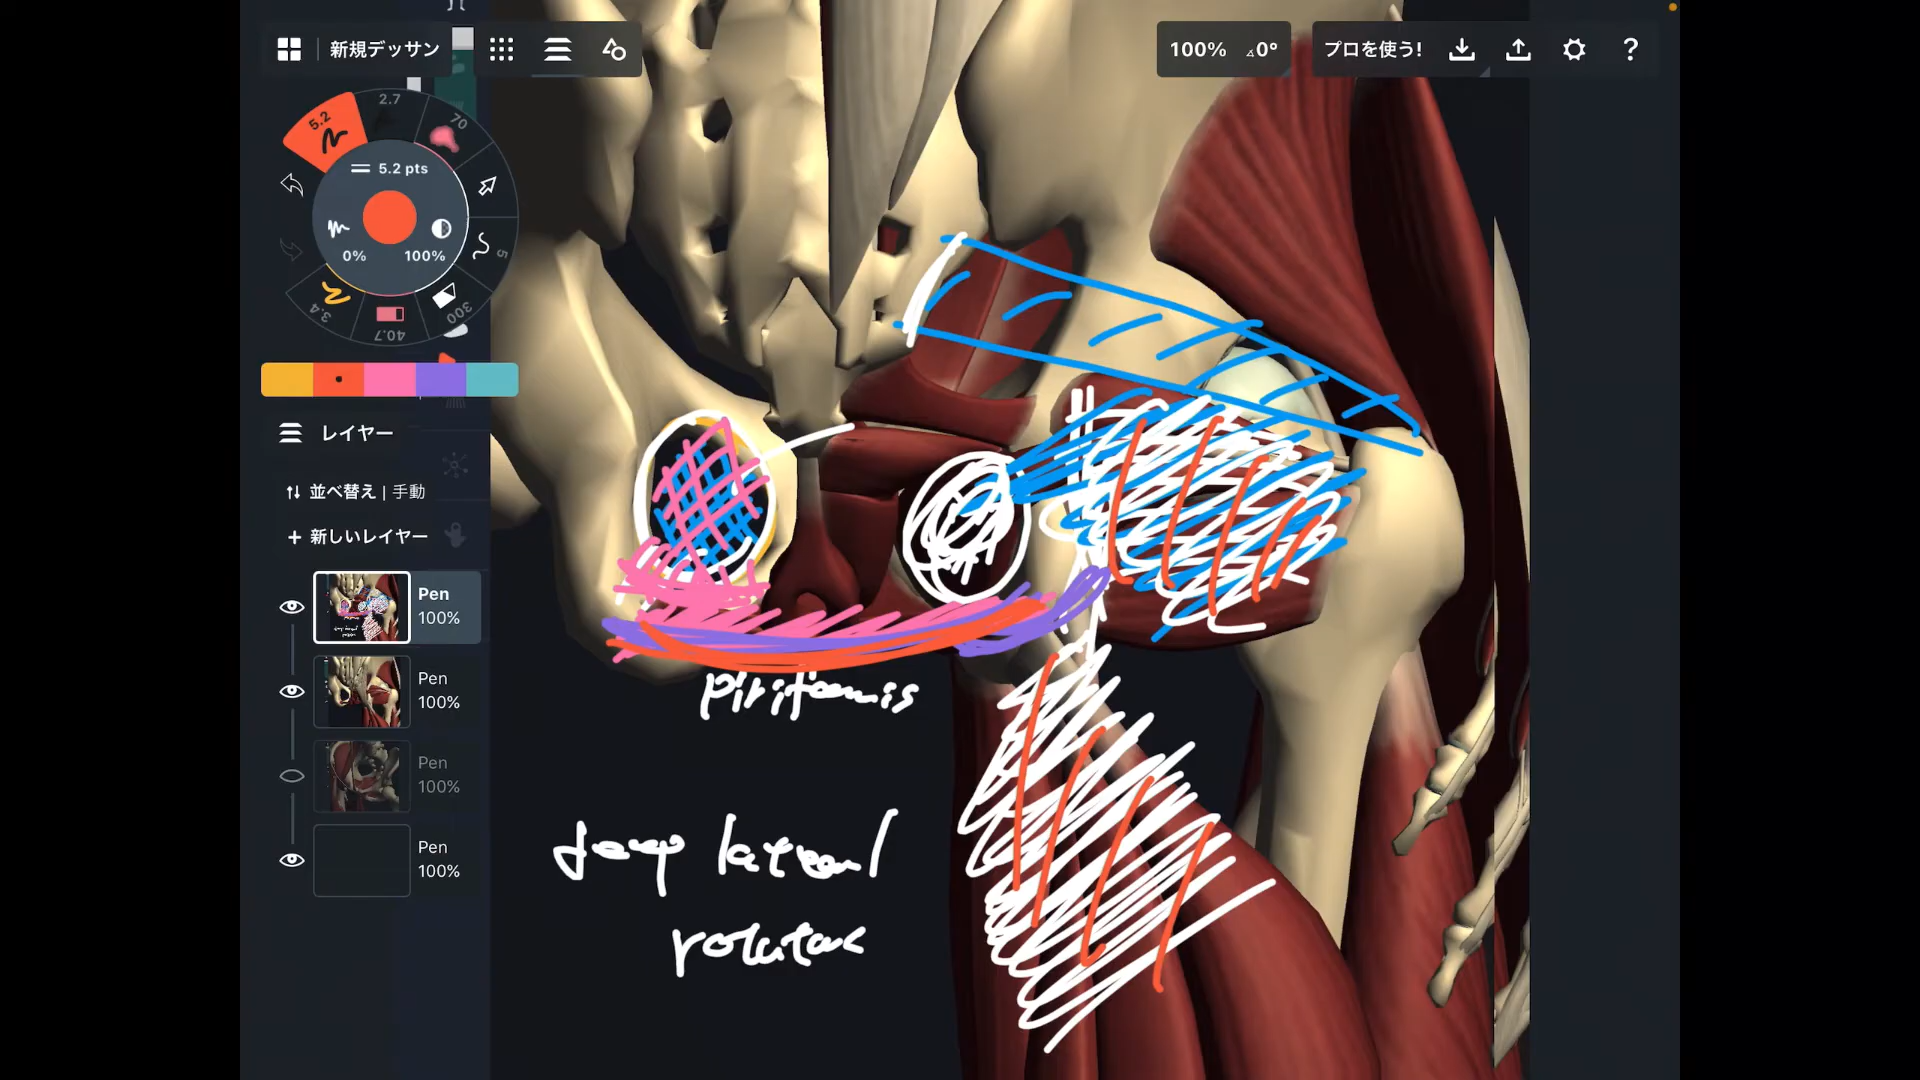 新規デッサン
100% ⊿0°
プロを使う!
?
2.7
5.2
70
5.2 pts
0% 100%
5
300
40.7
3.4
レイヤー
並べ替え | 手動
+ 新しいレイヤー
Pen
100%
Pen
100%
Pen
100%
Pen
100%
piriformis
deep lateral